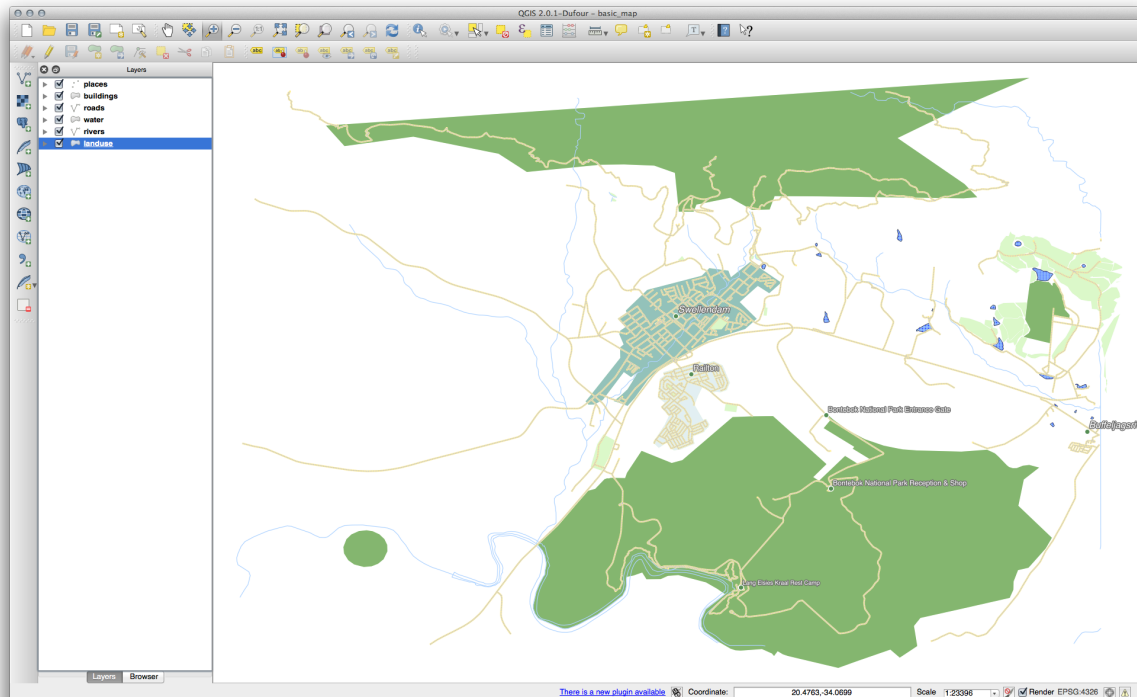 QGIS 2.0.1-Dufour – basic_map
Layers
places
buildings
roads
water
rivers
landuse
Swellendam
Railton
Bontebok National Park Entrance Gate
Buffeljagsri
Bontebok National Park Reception & Shop
Lang Elsies Kraal Rest Camp
Layers Browser
There is a new plugin available Coordinate: 20.4763,-34.0699 Scale 1:23396 Render EPSG:4326